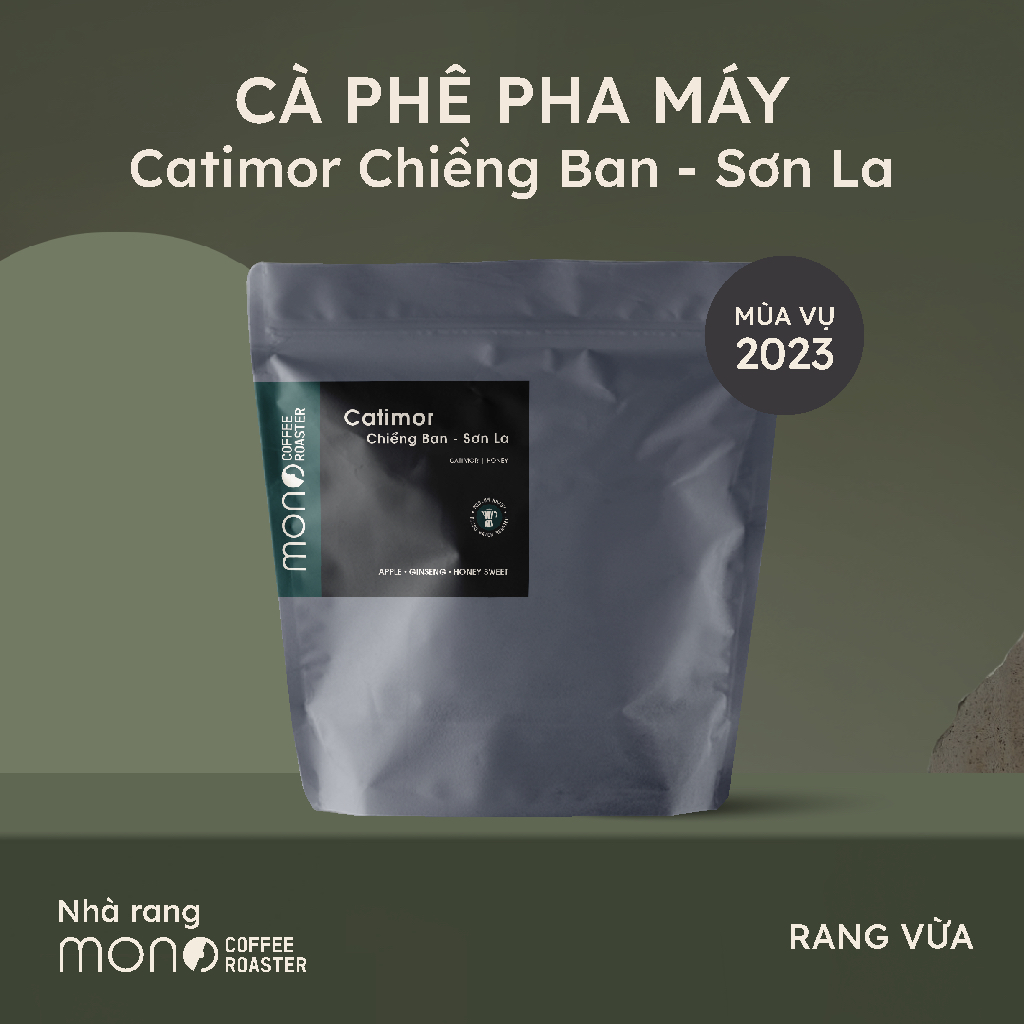 CÀ PHÊ PHA MÁY
Catimor Chiềng Ban - Sơn La
MÙA VỤ
2023
mono COFFEE
ROASTER
Catimor
Chiềng Ban - Sơn La
CATIMOR | HONEY
APPLE • GINSENG • HONEY SWEET
Nhà rang
mono COFFEE
ROASTER
RANG VỪA